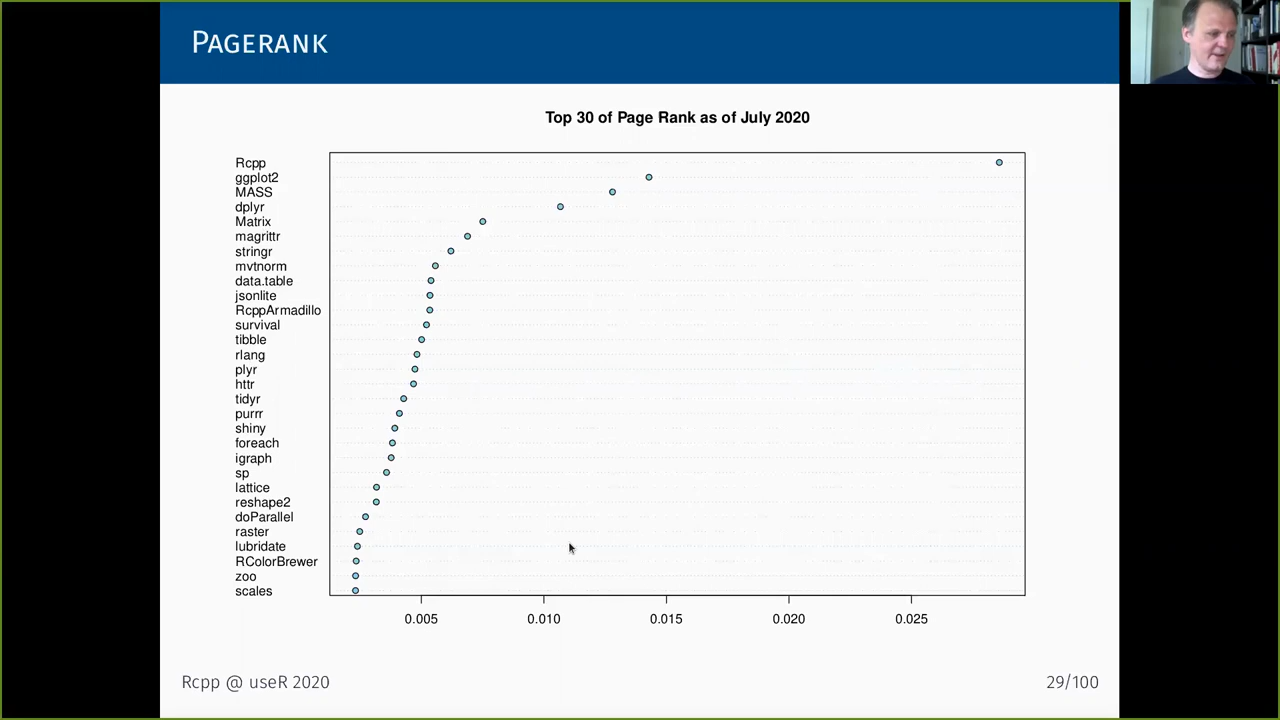 PAGERANK
Top 30 of Page Rank as of July 2020
Rcpp
ggplot2
MASS
dplyr
Matrix
magrittr
stringr
mvtnorm
data.table
jsonlite
RcppArmadillo
survival
tibble
rlang
plyr
httr
tidyr
purrr
shiny
foreach
igraph
sp
lattice
reshape2
doParallel
raster
lubridate
RColorBrewer
zoo
scales
0.005 0.010 0.015 0.020 0.025
Rcpp @ useR 2020 29/100